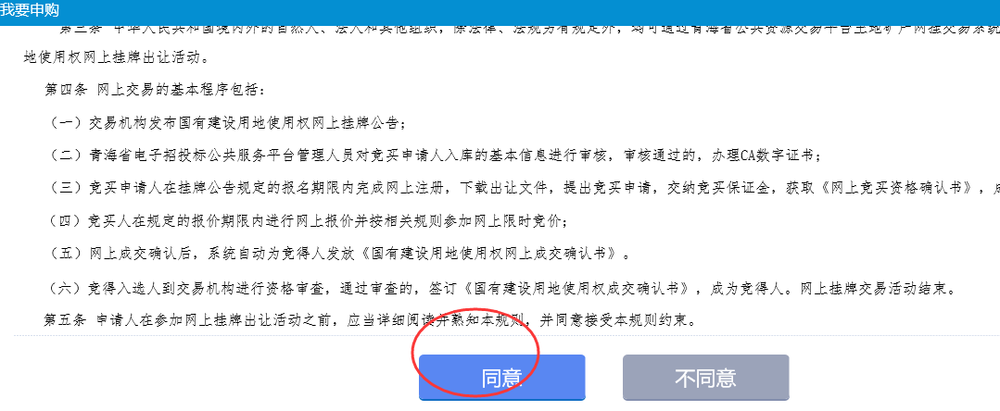 我要申购
第三条 中华人民共和国境内外的自然人、法人和其他组织，除法律、法规另有规定外，均可通过青海省公共资源交易平台土地矿产网挂交易系统
地使用权网上挂牌出让活动。
第四条 网上交易的基本程序包括：
（一）交易机构发布国有建设用地使用权网上挂牌公告；
（二）青海省电子招投标公共服务平台管理人员对竞买申请人入库的基本信息进行审核，审核通过的，办理CA数字证书；
（三）竞买申请人在挂牌公告规定的报名期限内完成网上注册，下载出让文件，提出竞买申请，交纳竞买保证金，获取《网上竞买资格确认书》，
（四）竞买人在规定的报价期限内进行网上报价并按相关规则参加网上限时竞价；
（五）网上成交确认后，系统自动为竞得人发放《国有建设用地使用权网上成交确认书》。
（六）竞得入选人到交易机构进行资格审查，通过审查的，签订《国有建设用地使用权成交确认书》，成为竞得人。网上挂牌交易活动结束。
第五条 申请人在参加网上挂牌出让活动之前，应当详细阅读并熟知本规则，并同意接受本规则约束。
同意 不同意